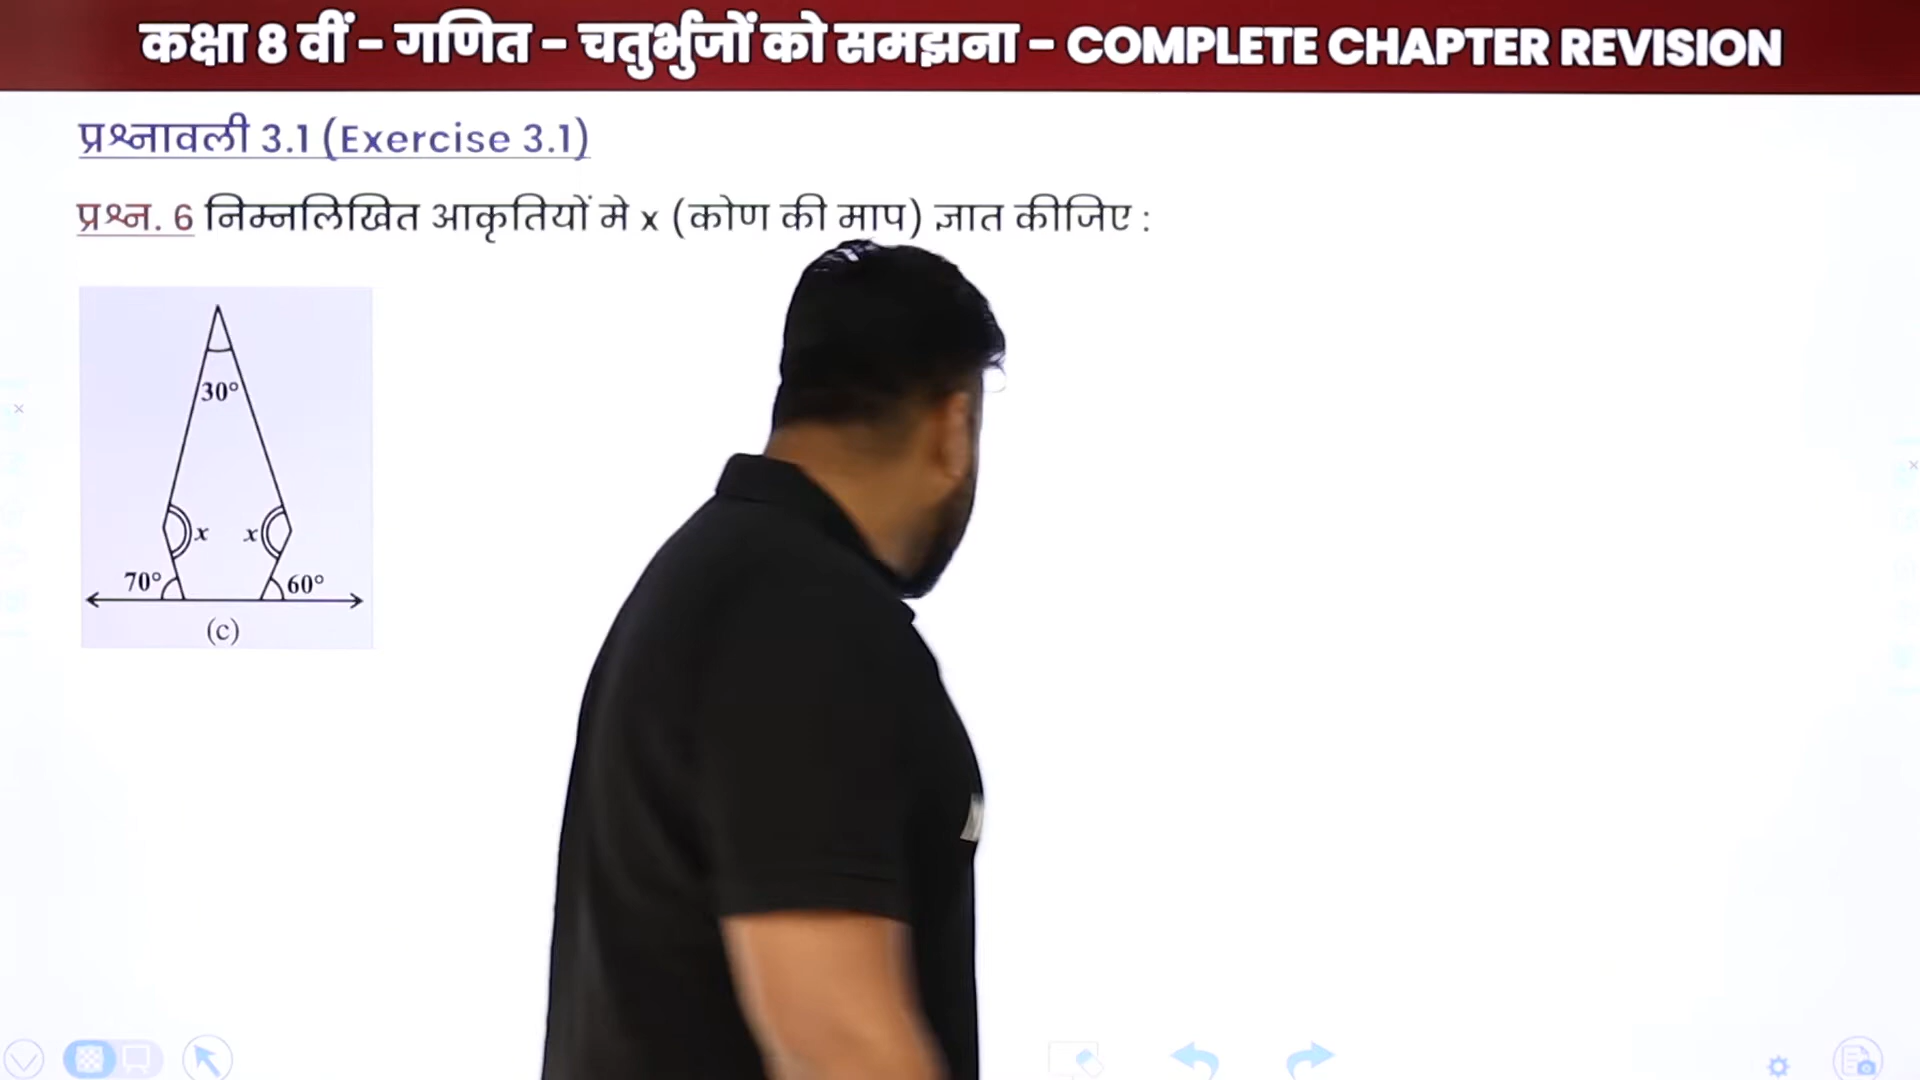 कक्षा 8 वीं – गणित – चतुर्भुजों को समझना – COMPLETE CHAPTER REVISION
प्रश्नावली 3.1 (Exercise 3.1)
प्रश्न. 6 निम्नलिखित आकृतियों मे x (कोण की माप) ज्ञात कीजिए :
30°
x x
70° 60°
(c)